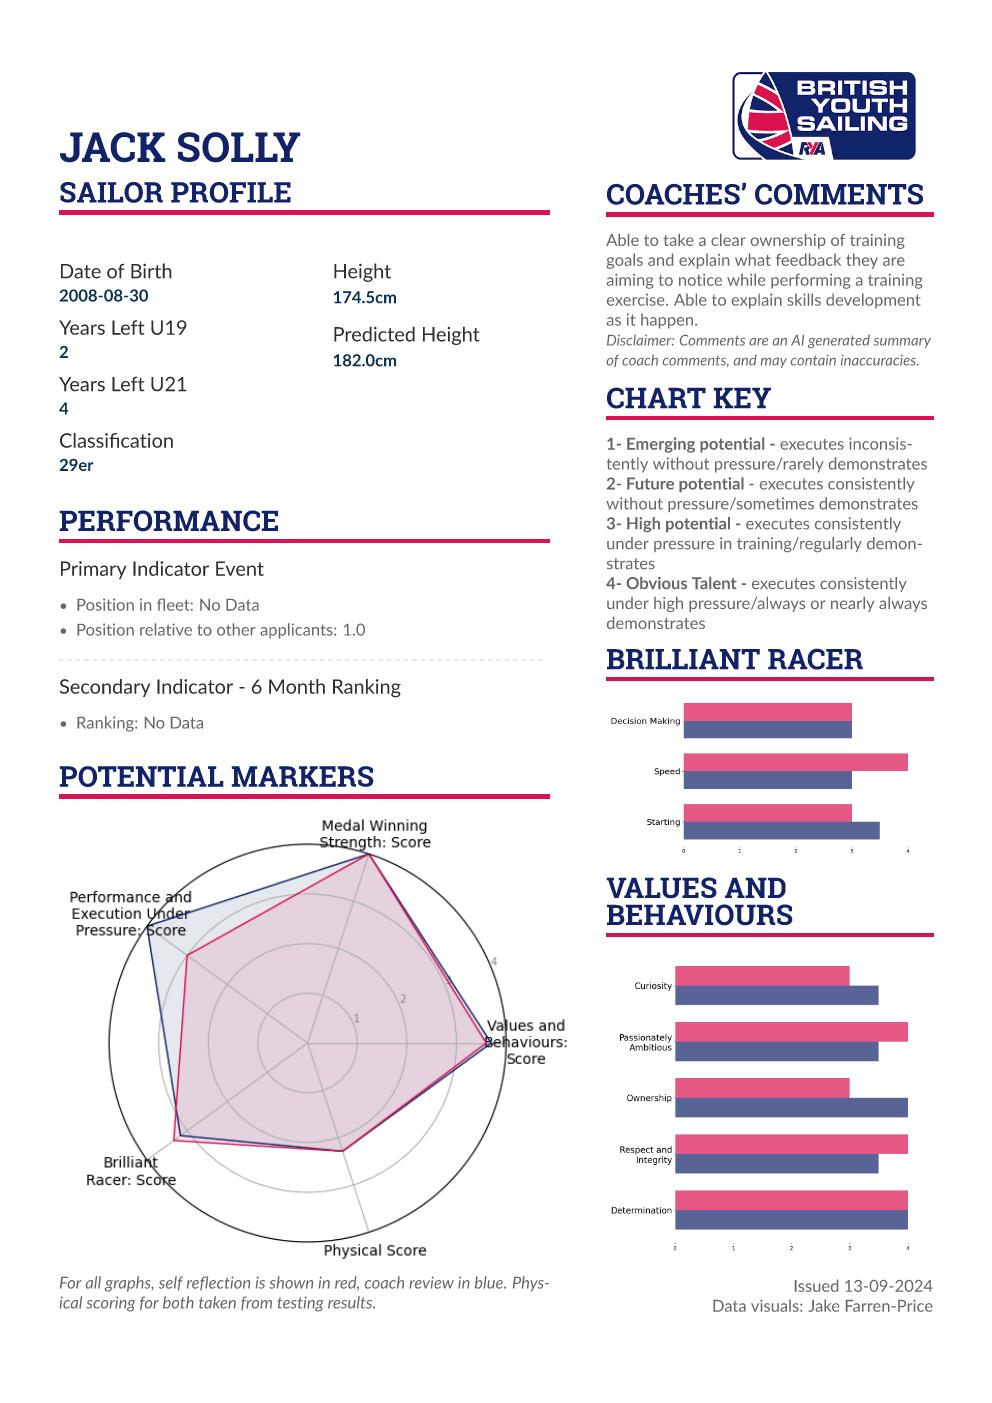 BRITISH
YOUTH
SAILING
RYA
JACK SOLLY
SAILOR PROFILE
Date of Birth
2008-08-30
Years Left U19
2
Years Left U21
4
Classification
29er
Height
174.5cm
Predicted Height
182.0cm
PERFORMANCE
Primary Indicator Event
• Position in fleet: No Data
• Position relative to other applicants: 1.0
Secondary Indicator - 6 Month Ranking
• Ranking: No Data
POTENTIAL MARKERS
Medal Winning
Strength: Score
Performance and
Execution Under
Pressure: Score
4
2
1
Values and
Behaviours:
Score
Brilliant
Racer: Score
Physical Score
For all graphs, self reflection is shown in red, coach review in blue. Phys-
ical scoring for both taken from testing results.
COACHES’ COMMENTS
Able to take a clear ownership of training
goals and explain what feedback they are
aiming to notice while performing a training
exercise. Able to explain skills development
as it happen.
Disclaimer: Comments are an AI generated summary
of coach comments, and may contain inaccuracies.
CHART KEY
1- Emerging potential - executes inconsis-
tently without pressure/rarely demonstrates
2- Future potential - executes consistently
without pressure/sometimes demonstrates
3- High potential - executes consistently
under pressure in training/regularly demon-
strates
4- Obvious Talent - executes consistently
under high pressure/always or nearly always
demonstrates
BRILLIANT RACER
Decision Making
Speed
Starting
0 1 2 3 4
VALUES AND
BEHAVIOURS
Curiosity
Passionately
Ambitious
Ownership
Respect and
Integrity
Determination
0 1 2 3 4
Issued 13-09-2024
Data visuals: Jake Farren-Price